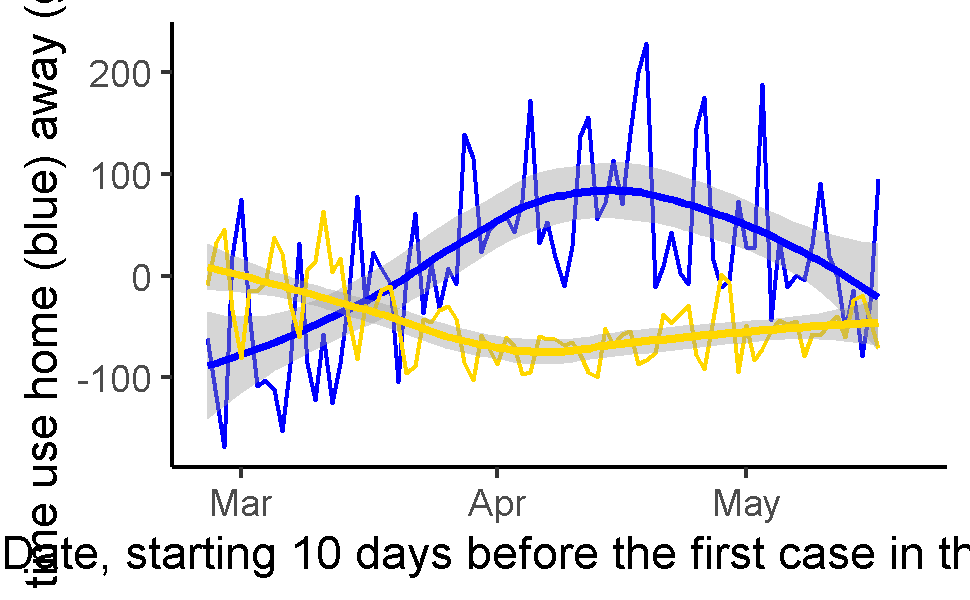 time use home (blue) away (
200
100
0
-100
Mar Apr May
Date, starting 10 days before the first case in th